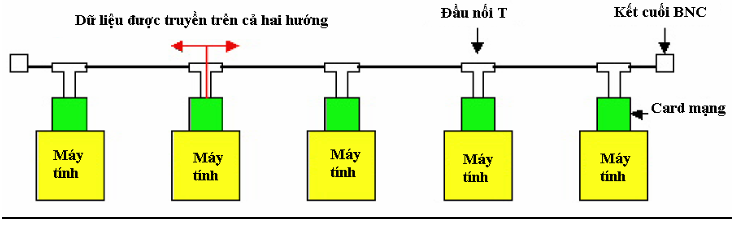 Dữ liệu được truyền trên cả hai hướng
Đầu nối T
Kết cuối BNC
Card mạng
Máy
tính
Máy
tính
Máy
tính
Máy
tính
Máy
tính